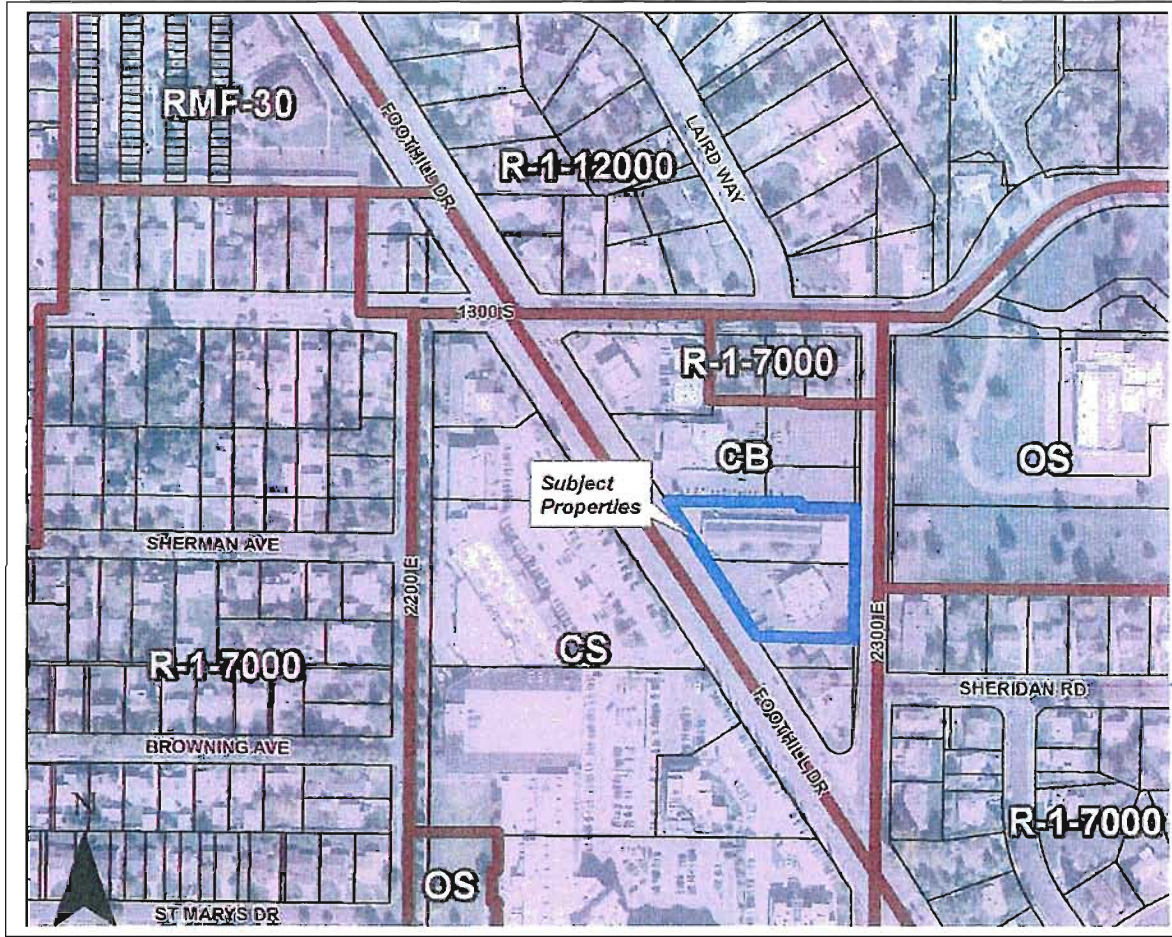 RMF-30
FOOTHILL DR
R-1-12000
LAIRD WAY
1300 S
R-1-7000
CB
OS
Subject
Properties
SHERMAN AVE
2200 E
2300 E
CS
R-1-7000
SHERIDAN RD
BROWNING AVE
FOOTHILL DR
N
R-1-7000
OS
ST MARYS DR